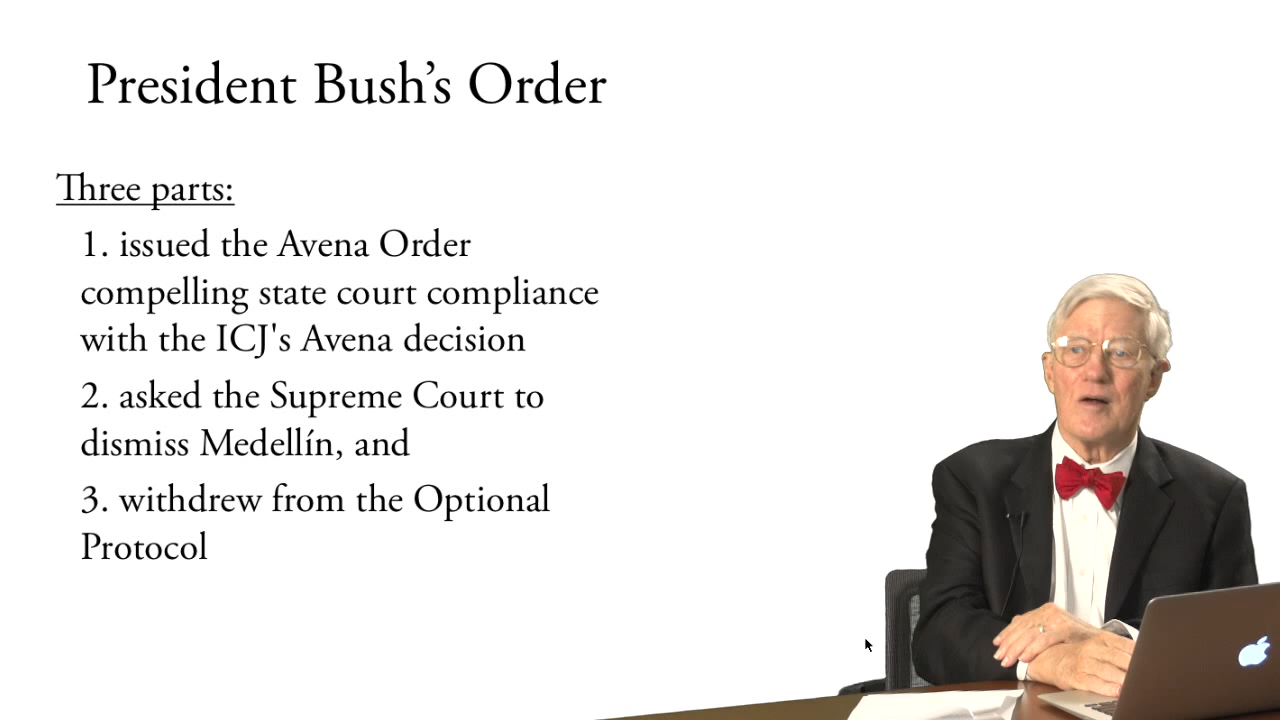 President Bush’s Order
Three parts:
1. issued the Avena Order
compelling state court compliance
with the ICJ's Avena decision
2. asked the Supreme Court to
dismiss Medellín, and
3. withdrew from the Optional
Protocol